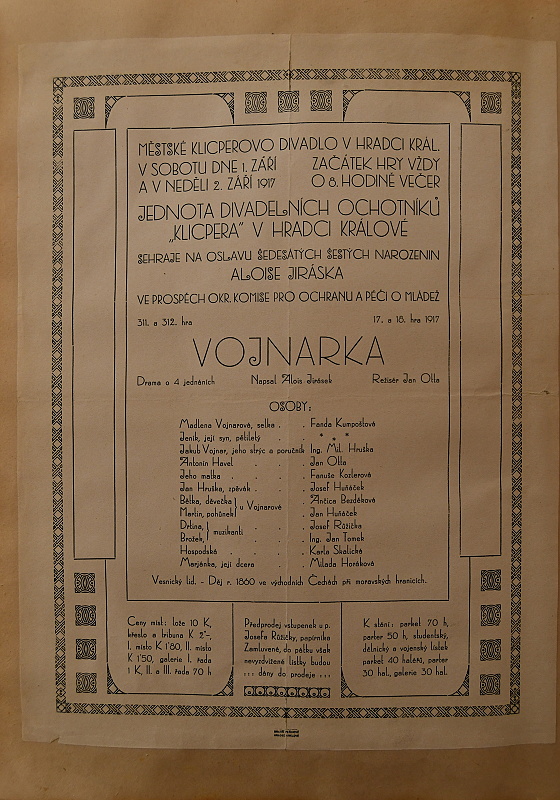 MĚSTSKÉ KLICPEROVO DIVADLO V HRADCI KRÁL.
V SOBOTU DNE 1. ZÁŘÍ ZAČÁTEK HRY VŽDY
A V NEDĚLI 2. ZÁŘÍ 1917 O 8. HODINĚ VEČER
JEDNOTA DIVADELNÍCH OCHOTNÍKŮ
„KLICPERA" V HRADCI KRÁLOVÉ
SEHRAJE NA OSLAVU ŠEDESÁTÝCH ŠESTÝCH NAROZENIN
ALOISE JIRÁSKA
VE PROSPĚCH OKR. KOMISE PRO OCHRANU A PÉČI O MLÁDEŽ
311. a 312. hra 17. a 18. hra 1917
VOJNARKA
Drama o 4 jednáních Napsal Alois Jirásek Režisér Jan Otta
OSOBY:
Madlena Vojnarová, selka . . Fanda Kumpoštová
Jeník, její syn, pětiletý . . * * *
Jakub Vojnar, jeho strýc a poručník Ing. Mil. Hruška
Antonín Havel . . . Jan Otta
Jeho matka . . . . Fanuše Kozlerová
Jan Hruška, zpěvák . . . Josef Huňáček
Bětka, děvečka } u Vojnarové . Ančica Bezděková
Martin, pohůnek . Jan Huňáček
Drtina, } muzikanti . . Josef Růžička
Brožek, . . Ing. Jan Tomek
Hospodská . . . . Karla Skalická
Marjánka, její dcera . . . Milada Horáková
Vesnický lid. - Děj r. 1860 ve východních Čechách při moravských hranicích.
Ceny míst: lože 10 K,
křeslo a tribuna K 2'-,
I. místo K 1'80, II. místo
K 1'50, galerie I. řada
1 K, II. a III. řada 70 h
Předprodej vstupenek u p.
Josefa Růžičky, papírníka
Zamluvené, do pátku však
nevyzdvižené lístky budou
: : : dány do prodeje : : :
K stání: parket 70 h,
parter 50 h, studentský,
dělnický a vojenský lístek
parket 40 haléřů, parter
30 hal., galerie 30 hal.